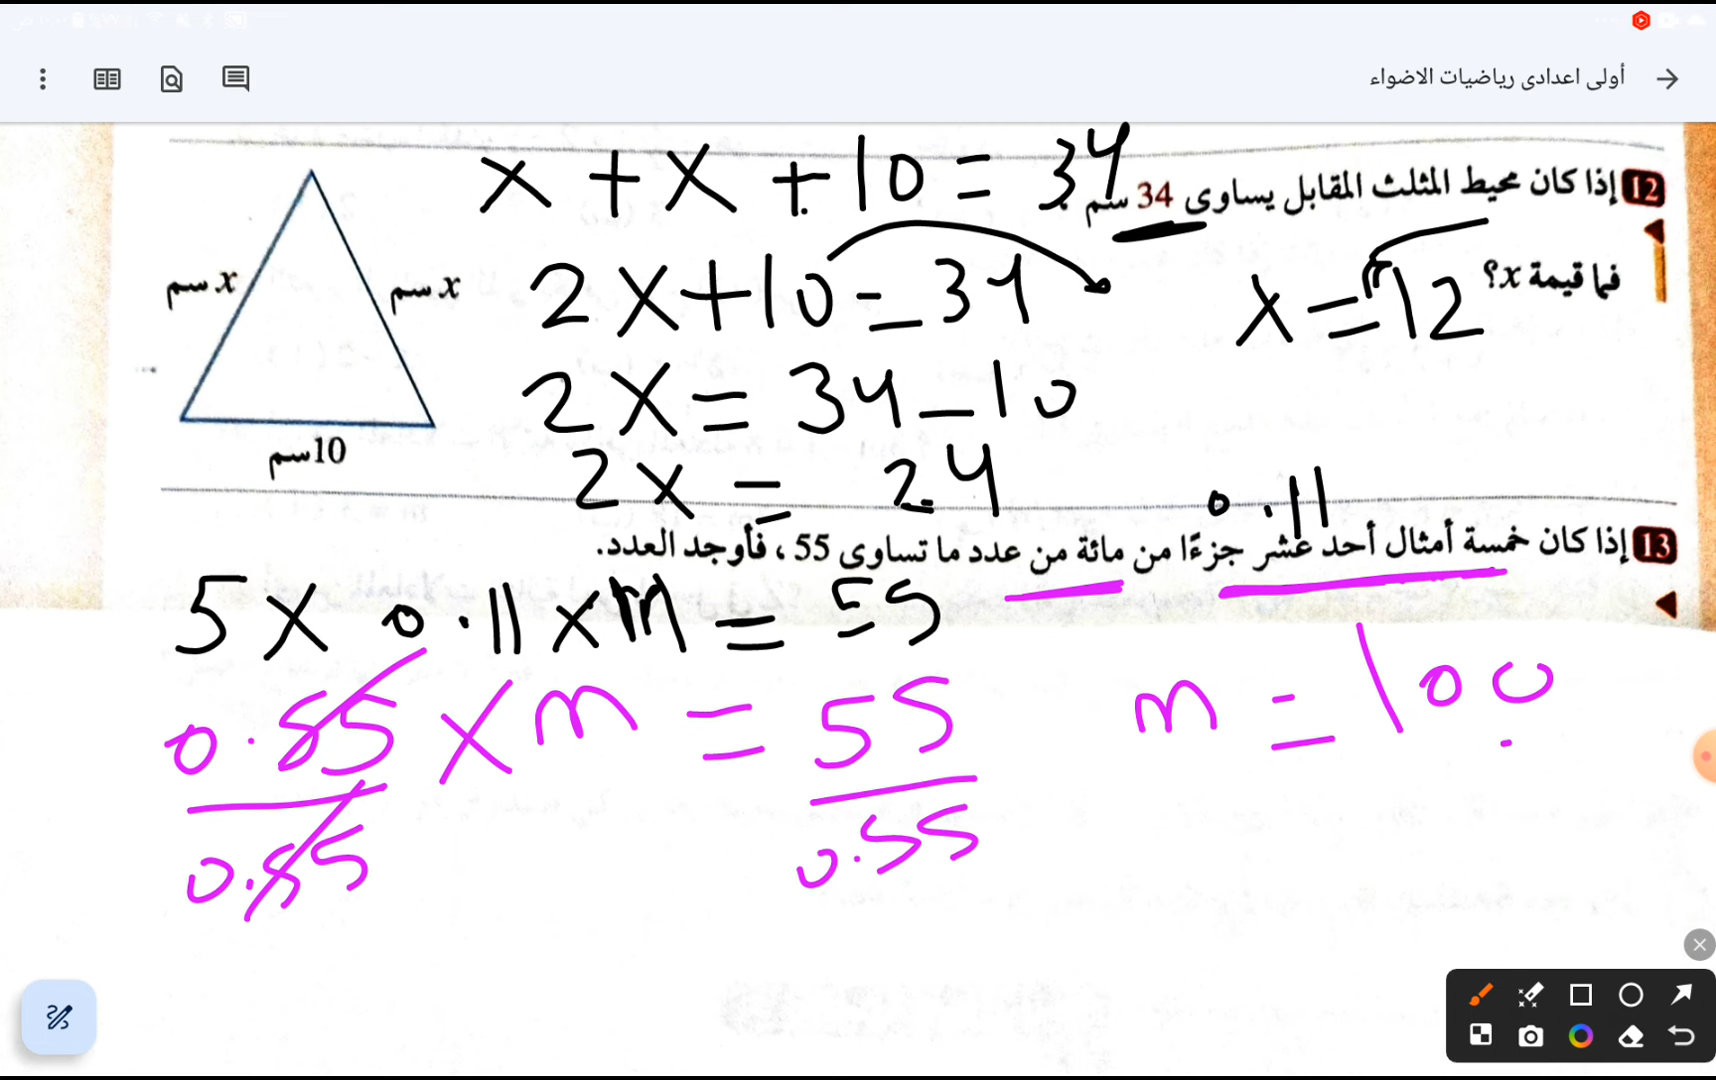 أولى اعدادى رياضيات الاضواء
12 إذا كان محيط المثلث المقابل يساوى 34 سم
فما قيمة x؟
x سم
x سم
10 سم
x + x + 10 = 34
2x + 10 = 34
2x = 34 - 10
2x = 24
x = 12
0.11
13 إذا كان خمسة أمثال أحد عشر جزءًا من مائة من عدد ما تساوى 55 ، فأوجد العدد.
5 x 0.11 x m = 55
0.55 x m = 55
0.55 0.55
m = 100